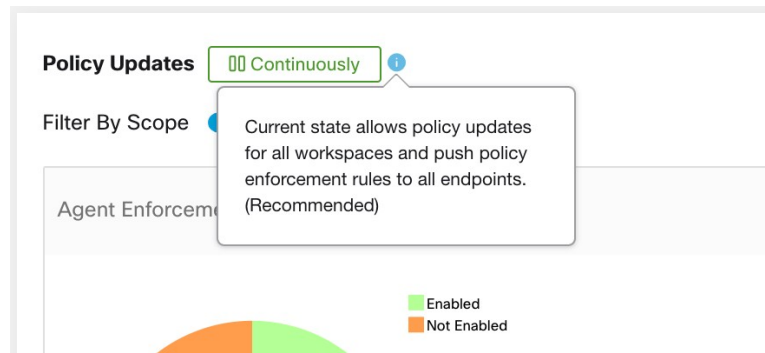 Policy Updates Continuously i
Filter By Scope
Current state allows policy updates
for all workspaces and push policy
enforcement rules to all endpoints.
(Recommended)
Agent
Enabled
Not Enabled